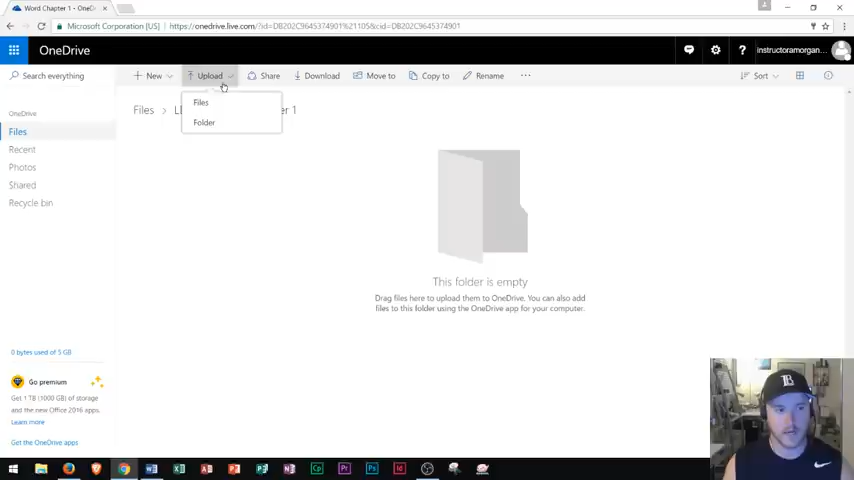 Word Chapter 1 - OneD
Microsoft Corporation [US]
https://onedrive.live.com/?id=DB202C9645374901%21105&cid=DB202C9645374901
OneDrive
instructoramorgan...
Search everything
New
Upload
Share
Download
Move to
Copy to
Rename
Sort
Files
Folder
Files
er 1
OneDrive
Files
Recent
Photos
Shared
Recycle bin
This folder is empty
Drag files here to upload them to OneDrive. You can also add
files to this folder using the OneDrive app for your computer.
0 bytes used of 5 GB
Go premium
Get 1 TB (1000 GB) of storage
and the new Office 2016 apps.
Learn more
Get the OneDrive apps